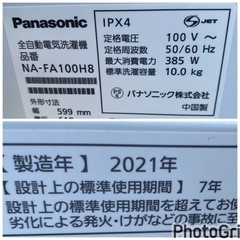 Panasonic
全自動電気洗濯機
NA-FA100H8
外形寸法
幅 599 mm
IPX4
S JET
定格電圧 100 V～
定格周波数 50/60 Hz
最大消費電力 385 W
標準洗濯容量 10.0 kg
パナソニック株式会社
中国製
【製造年】2021年
【設計上の標準使用期間】7年
設計上の標準使用期間を超えてお使
劣化による発火・けがなどの事故に至
PhotoGri